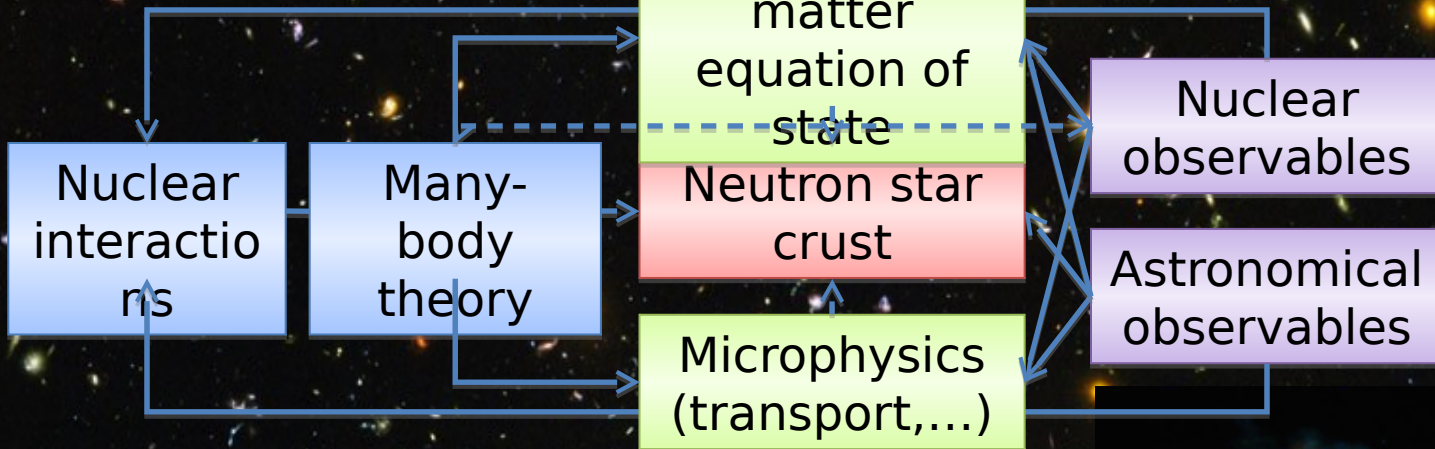 matter
equation of
state
Nuclear
interactio
ns
Many-
body
theory
Neutron star
crust
Microphysics
(transport,...)
Nuclear
observables
Astronomical
observables